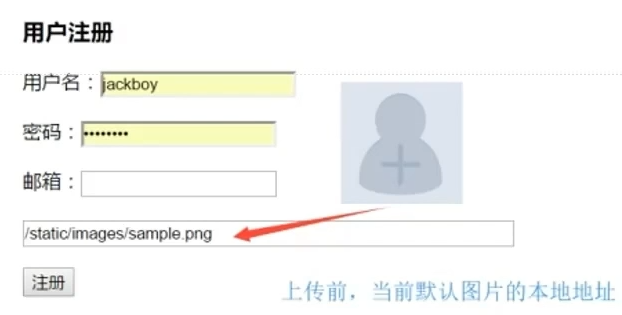 用户注册
用户名：jackboy
密码：••••••••
邮箱：
/static/images/sample.png
注册
上传前，当前默认图片的本地地址